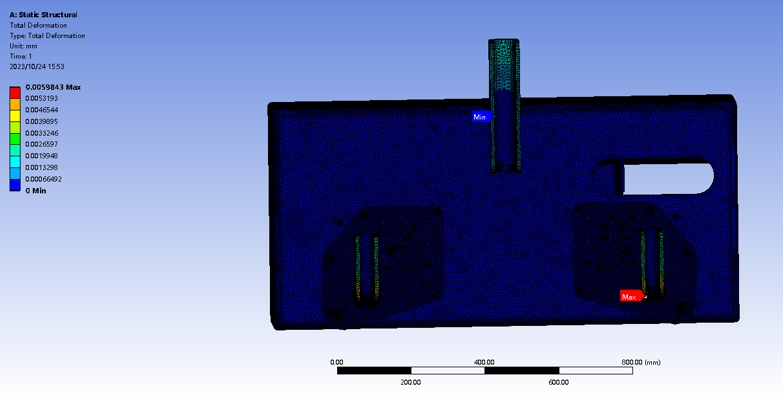 A: Static Structural
Total Deformation
Type: Total Deformation
Unit: mm
Time: 1
2023/10/24 15:53
0.0059843 Max
0.0053193
0.0046544
0.0039895
0.0033246
0.0026597
0.0019948
0.0013298
0.00066492
0 Min
Min
Max
0.00 400.00 800.00 (mm)
200.00 600.00